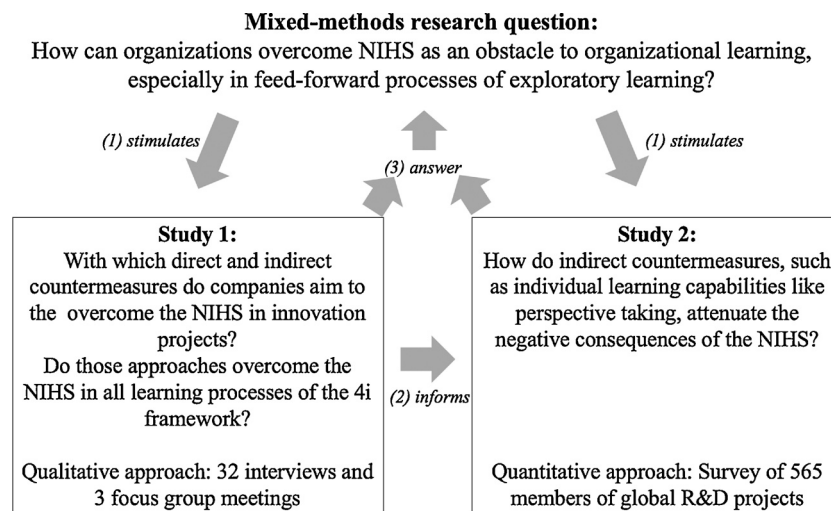 Mixed-methods research question:
How can organizations overcome NIHS as an obstacle to organizational learning,
especially in feed-forward processes of exploratory learning?
(1) stimulates
(1) stimulates
(3) answer
Study 1:
With which direct and indirect
countermeasures do companies aim to
the overcome the NIHS in innovation
projects?
Do those approaches overcome the
NIHS in all learning processes of the 4i
framework?
Qualitative approach: 32 interviews and
3 focus group meetings
(2) informs
Study 2:
How do indirect countermeasures, such
as individual learning capabilities like
perspective taking, attenuate the
negative consequences of the NIHS?
Quantitative approach: Survey of 565
members of global R&D projects